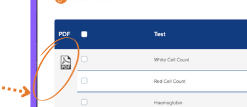 PDF Test
White Cell Count
Red Cell Count
Haemoglobin